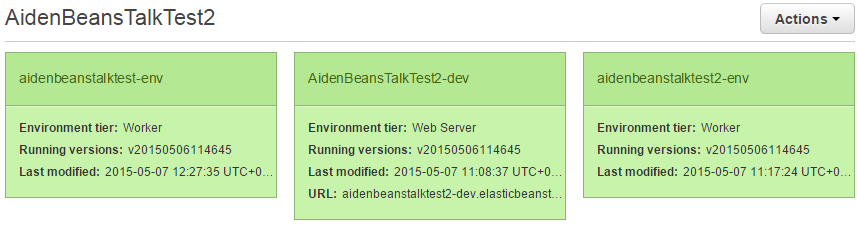 AidenBeansTalkTest2
Actions
aidenbeanstalktest-env
Environment tier: Worker
Running versions: v20150506114645
Last modified: 2015-05-07 12:27:35 UTC+0...
AidenBeansTalkTest2-dev
Environment tier: Web Server
Running versions: v20150506114645
Last modified: 2015-05-07 11:08:37 UTC+0...
URL: aidenbeanstalktest2-dev.elasticbeanst...
aidenbeanstalktest2-env
Environment tier: Worker
Running versions: v20150506114645
Last modified: 2015-05-07 11:17:24 UTC+0...